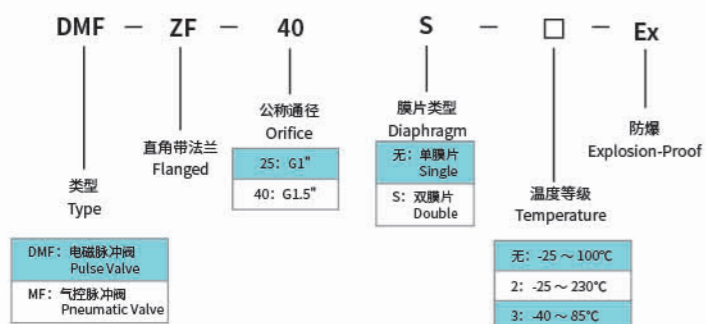 DMF — ZF — 40 S — □ — Ex
公称通径
Orifice
25：G1"
40：G1.5"
膜片类型
Diaphragm
无：单膜片
Single
S：双膜片
Double
防爆
Explosion-Proof
直角带法兰
Flanged
类型
Type
DMF：电磁脉冲阀
Pulse Valve
MF：气控脉冲阀
Pneumatic Valve
温度等级
Temperature
无：-25～100℃
2：-25～230℃
3：-40～85℃